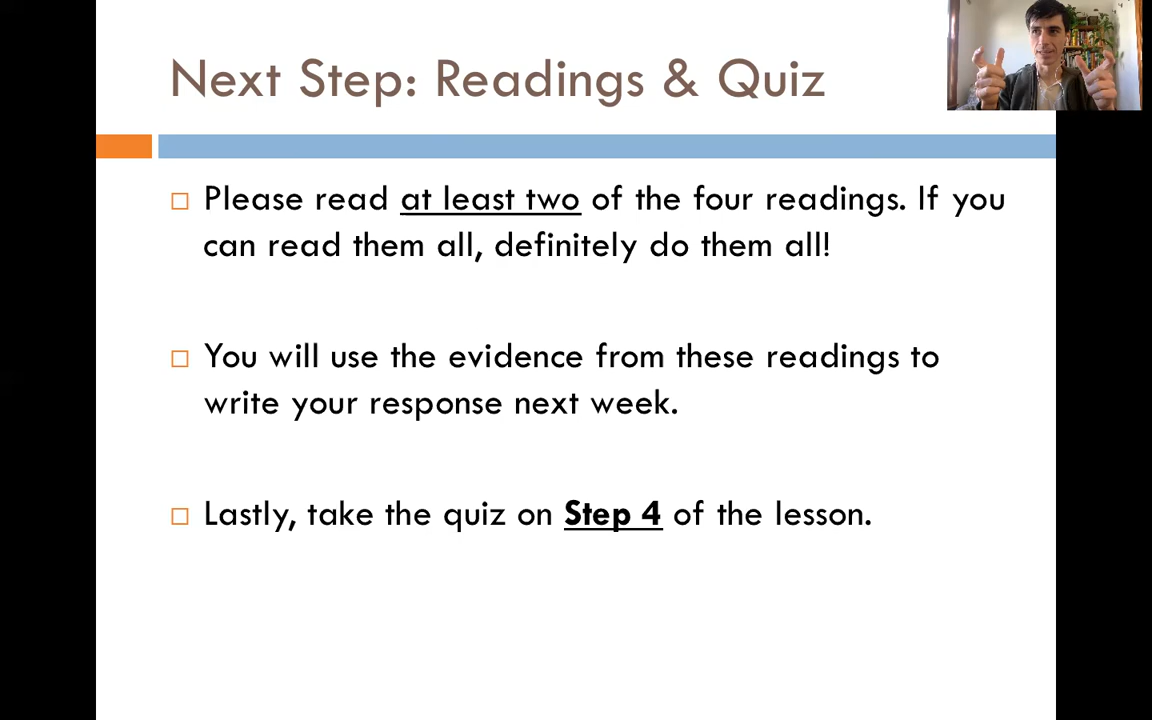 Next Step: Readings & Quiz
Please read at least two of the four readings. If you
can read them all, definitely do them all!
You will use the evidence from these readings to
write your response next week.
Lastly, take the quiz on Step 4 of the lesson.